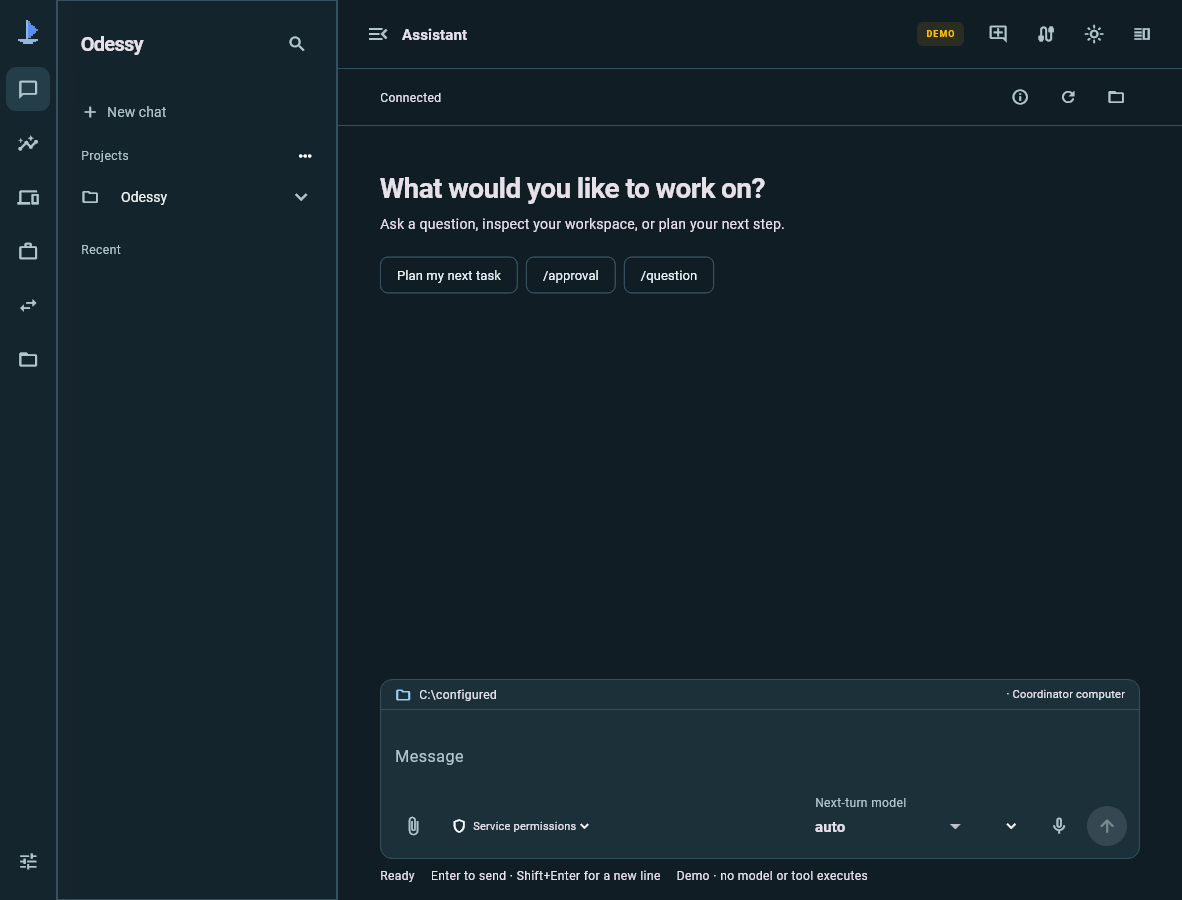 Odessy
New chat
Projects
Odessy
Recent
Assistant
DEMO
Connected
What would you like to work on?
Ask a question, inspect your workspace, or plan your next step.
Plan my next task
/approval
/question
C:\configured
· Coordinator computer
Message
Service permissions
Next-turn model
auto
Ready
Enter to send · Shift+Enter for a new line
Demo · no model or tool executes